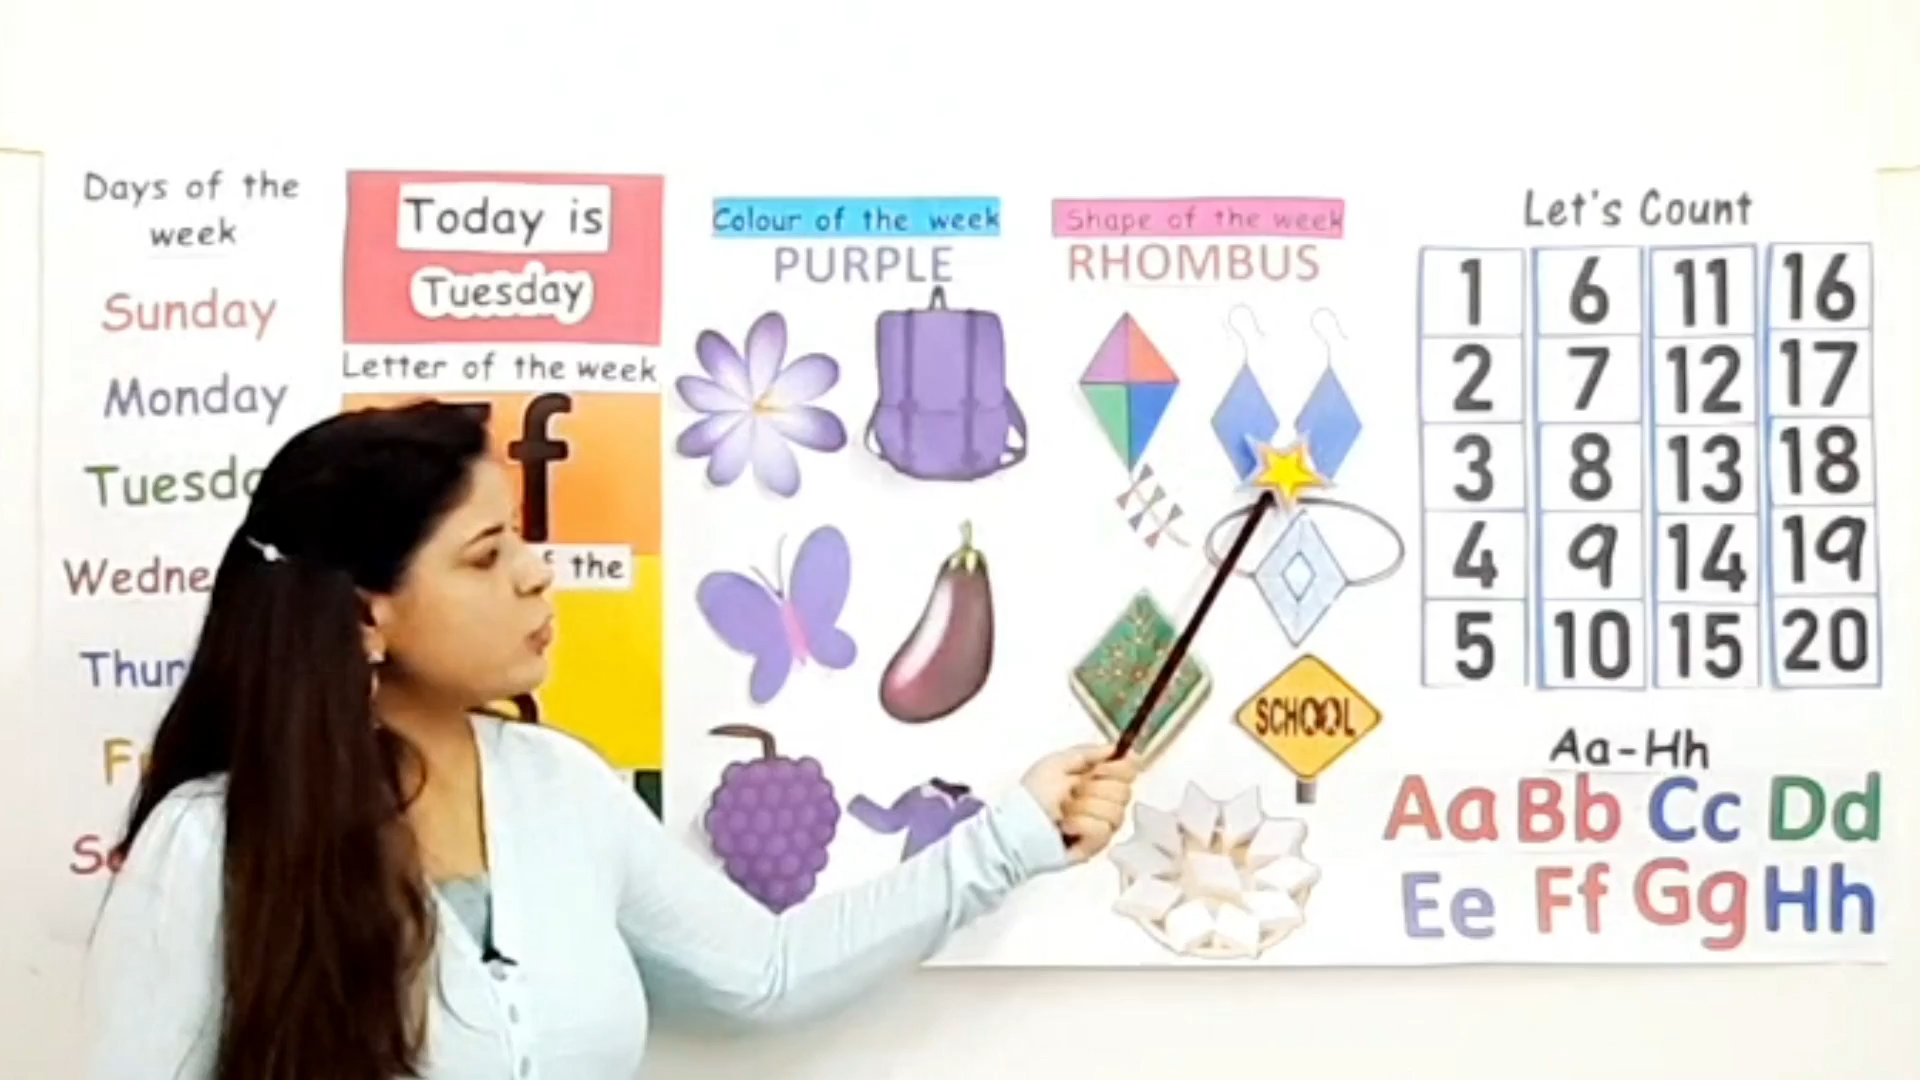 Days of the
week
Sunday
Monday
Today is
Tuesday
Letter of the week
f
the
Colour of the week
PURPLE
Shape of the week
RHOMBUS
SCHOOL
Let's Count
1 6 11 16
2 7 12 17
3 8 13 18
4 9 14 19
5 10 15 20
Aa-Hh
Aa Bb Cc Dd
Ee Ff Gg Hh